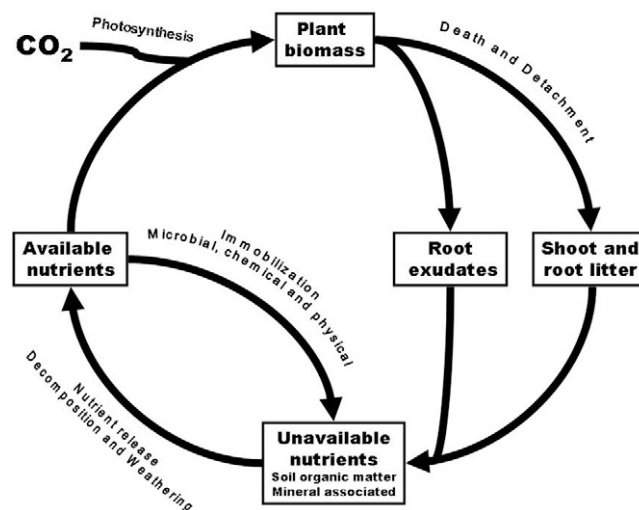 Photosynthesis
CO2
Plant
biomass
Death and Detachment
Available
nutrients
Immobilization
Microbial, chemical and physical
Root
exudates
Shoot and
root litter
Nutrient release
Decomposition and Weathering
Unavailable
nutrients
Soil organic matter
Mineral associated